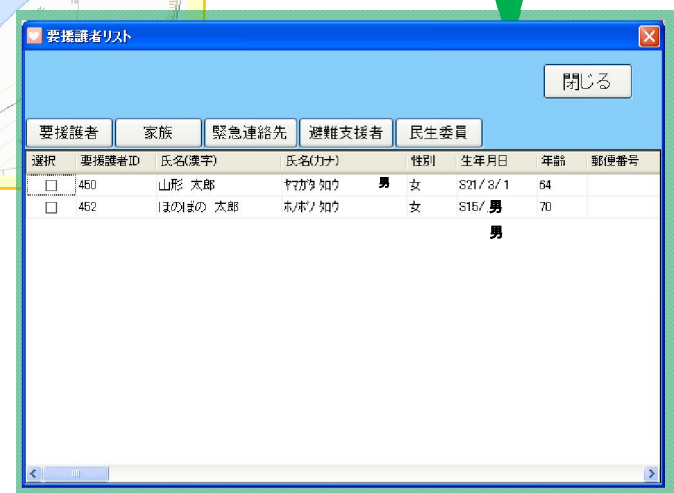 要援護者リスト
閉じる
要援護者 家族 緊急連絡先 避難支援者 民生委員
選択 要援護者ID 氏名(漢字) 氏名(カナ) 性別 生年月日 年齢 郵便番号
450 山形 太郎 ﾔﾏｶﾞﾀ ﾀﾛｳ 男 女 S21/ 3/ 1 64
452 ほのぼの 太郎 ﾎﾉﾎﾞﾉ ﾀﾛｳ 女 S15/ 男 70
男